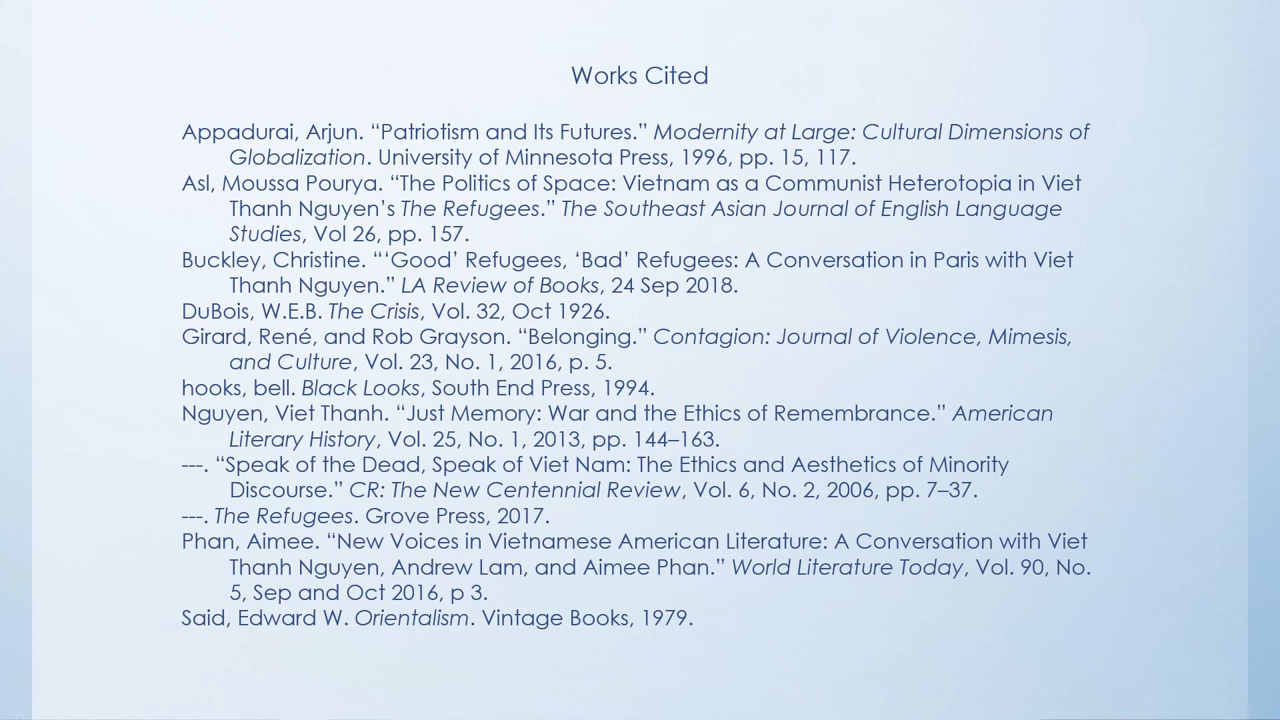 Works Cited
Appadurai, Arjun. “Patriotism and Its Futures.” Modernity at Large: Cultural Dimensions of
Globalization. University of Minnesota Press, 1996, pp. 15, 117.
Asl, Moussa Pourya. “The Politics of Space: Vietnam as a Communist Heterotopia in Viet
Thanh Nguyen’s The Refugees.” The Southeast Asian Journal of English Language
Studies, Vol 26, pp. 157.
Buckley, Christine. “‘Good’ Refugees, ‘Bad’ Refugees: A Conversation in Paris with Viet
Thanh Nguyen.” LA Review of Books, 24 Sep 2018.
DuBois, W.E.B. The Crisis, Vol. 32, Oct 1926.
Girard, René, and Rob Grayson. “Belonging.” Contagion: Journal of Violence, Mimesis,
and Culture, Vol. 23, No. 1, 2016, p. 5.
hooks, bell. Black Looks, South End Press, 1994.
Nguyen, Viet Thanh. “Just Memory: War and the Ethics of Remembrance.” American
Literary History, Vol. 25, No. 1, 2013, pp. 144–163.
---. “Speak of the Dead, Speak of Viet Nam: The Ethics and Aesthetics of Minority
Discourse.” CR: The New Centennial Review, Vol. 6, No. 2, 2006, pp. 7–37.
---. The Refugees. Grove Press, 2017.
Phan, Aimee. “New Voices in Vietnamese American Literature: A Conversation with Viet
Thanh Nguyen, Andrew Lam, and Aimee Phan.” World Literature Today, Vol. 90, No.
5, Sep and Oct 2016, p 3.
Said, Edward W. Orientalism. Vintage Books, 1979.